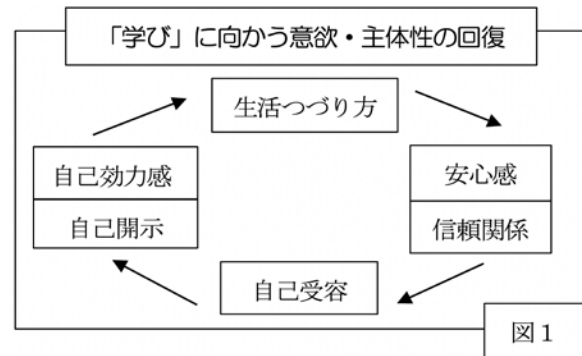 「学び」に向かう意欲・主体性の回復
生活つづり方
自己効力感
自己開示
安心感
信頼関係
自己受容
図１